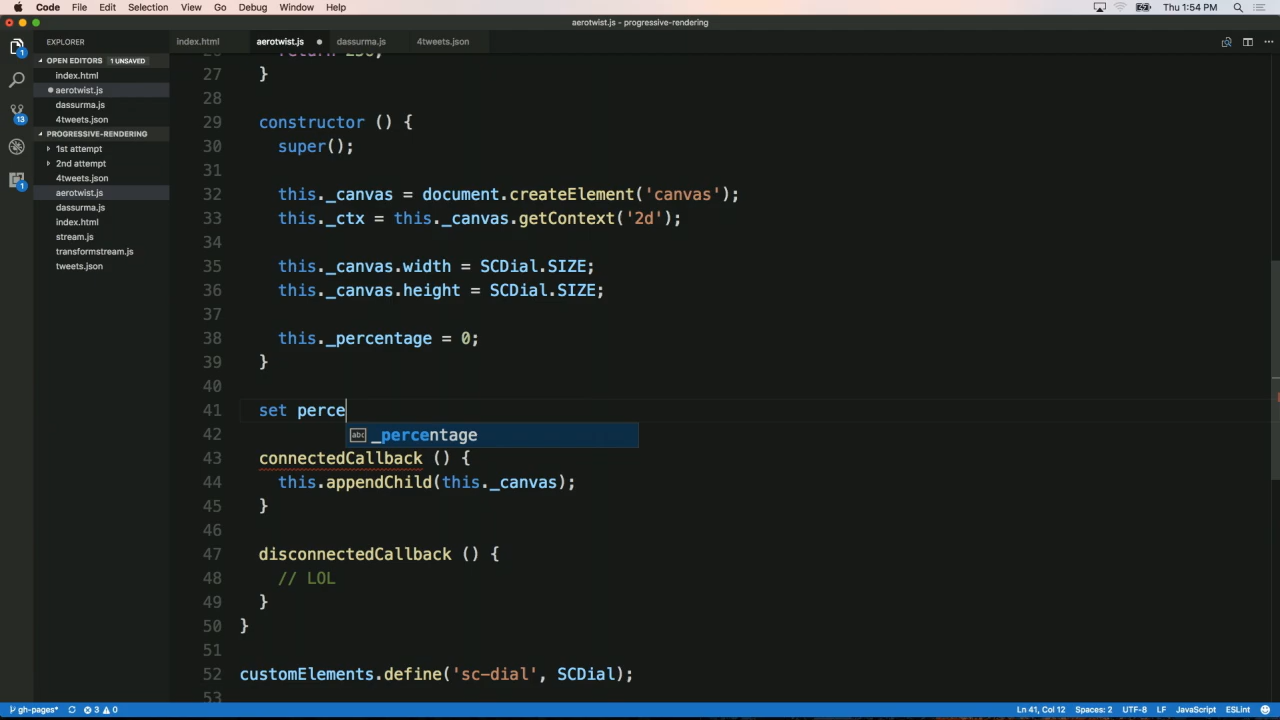 Code File Edit Selection View Go Debug Window Help Thu 1:54 PM
aerotwist.js - progressive-rendering
EXPLORER
index.html aerotwist.js dassurma.js 4tweets.json
OPEN EDITORS 1 UNSAVED
index.html
aerotwist.js
dassurma.js
4tweets.json
PROGRESSIVE-RENDERING
1st attempt
2nd attempt
4tweets.json
aerotwist.js
dassurma.js
index.html
stream.js
transformstream.js
tweets.json
1
13
1
27 }
28
29 constructor () {
30 super();
31
32 this._canvas = document.createElement('canvas');
33 this._ctx = this._canvas.getContext('2d');
34
35 this._canvas.width = SCDial.SIZE;
36 this._canvas.height = SCDial.SIZE;
37
38 this._percentage = 0;
39 }
40
41 set perce
42 abc _percentage
43 connectedCallback () {
44 this.appendChild(this._canvas);
45 }
46
47 disconnectedCallback () {
48 // LOL
49 }
50 }
51
52 customElements.define('sc-dial', SCDial);
53
gh-pages* 3 0 Ln 41, Col 12 Spaces: 2 UTF-8 LF JavaScript ESLint